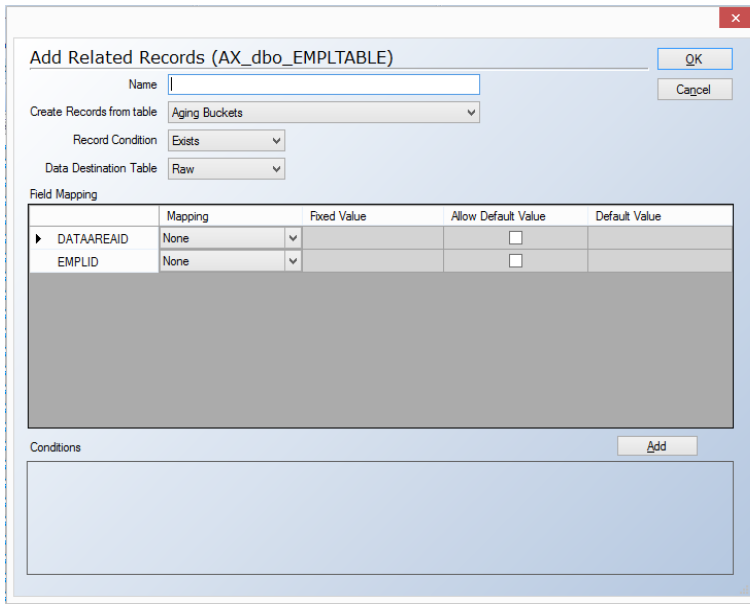 Add Related Records (AX_dbo_EMPLTABLE)
OK
Name
Cancel
Create Records from table Aging Buckets
Record Condition Exists
Data Destination Table Raw
Field Mapping
Mapping Fixed Value Allow Default Value Default Value
DATAAREAID None
EMPLID None
Conditions Add